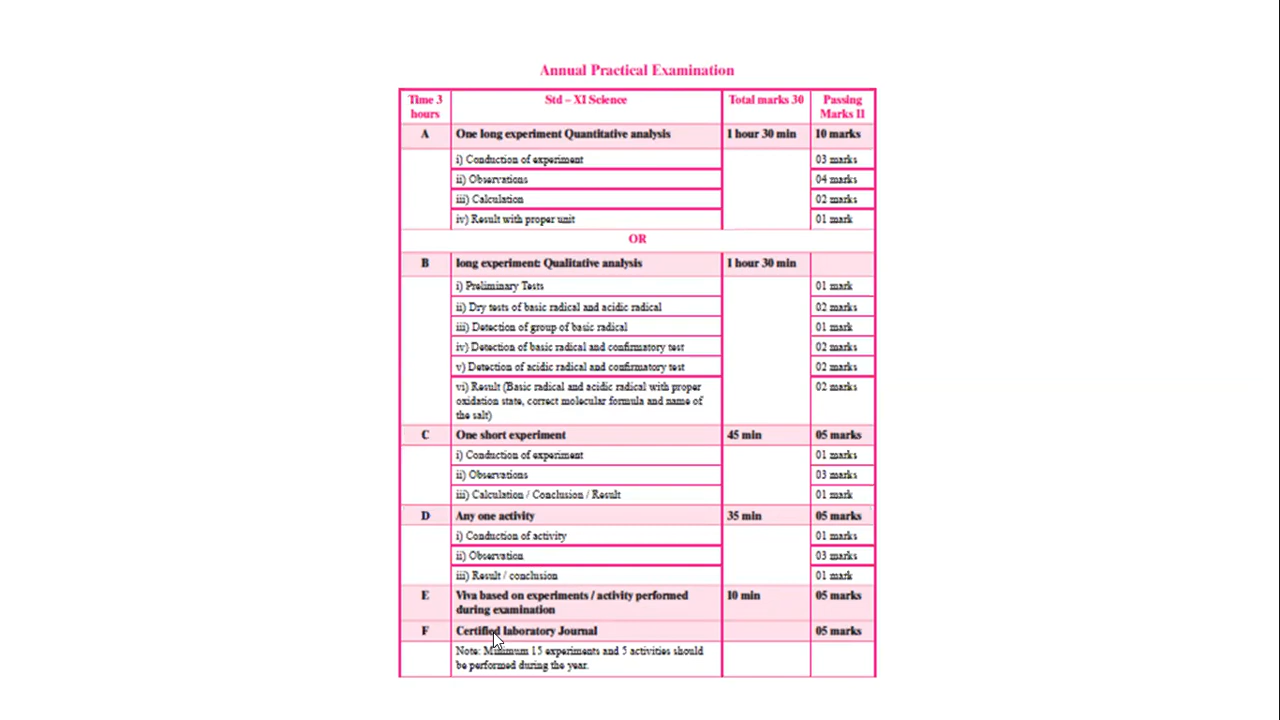 Annual Practical Examination
Time 3 hours Std – XI Science Total marks 30 Passing Marks II
A One long experiment Quantitative analysis 1 hour 30 min 10 marks
i) Conduction of experiment 03 marks
ii) Observations 04 marks
iii) Calculation 02 marks
iv) Result with proper unit 01 mark
OR
B long experiment: Qualitative analysis 1 hour 30 min
i) Preliminary Tests 01 mark
ii) Dry tests of basic radical and acidic radical 02 marks
iii) Detection of group of basic radical 01 mark
iv) Detection of basic radical and confirmatory test 02 marks
v) Detection of acidic radical and confirmatory test 02 marks
vi) Result (Basic radical and acidic radical with proper 02 marks
oxidation state, correct molecular formula and name of
the salt)
C One short experiment 45 min 05 marks
i) Conduction of experiment 01 marks
ii) Observations 03 marks
iii) Calculation / Conclusion / Result 01 mark
D Any one activity 35 min 05 marks
i) Conduction of activity 01 marks
ii) Observation 03 marks
iii) Result / conclusion 01 mark
E Viva based on experiments / activity performed 10 min 05 marks
during examination
F Certified laboratory Journal 05 marks
Note: Minimum 15 experiments and 5 activities should
be performed during the year.